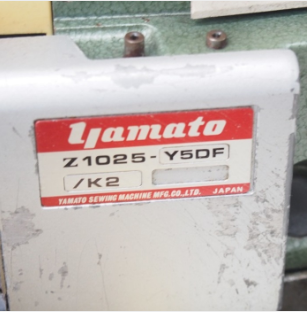 Yamato
Z1025-Y5DF
/K2
YAMATO SEWING MACHINE MFG.CO.,LTD. JAPAN